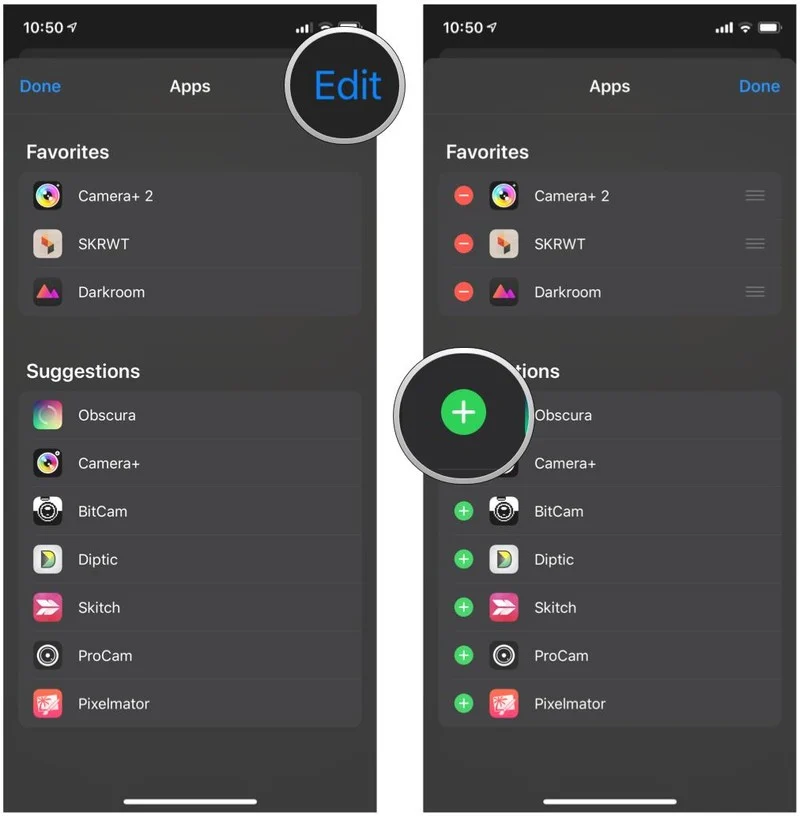 10:50
Done
Apps
Edit
Favorites
Camera+ 2
SKRWT
Darkroom
Suggestions
Obscura
Camera+
BitCam
Diptic
Skitch
ProCam
Pixelmator
10:50
Apps
Done
Favorites
Camera+ 2
SKRWT
Darkroom
tions
Obscura
Camera+
BitCam
Diptic
Skitch
ProCam
Pixelmator